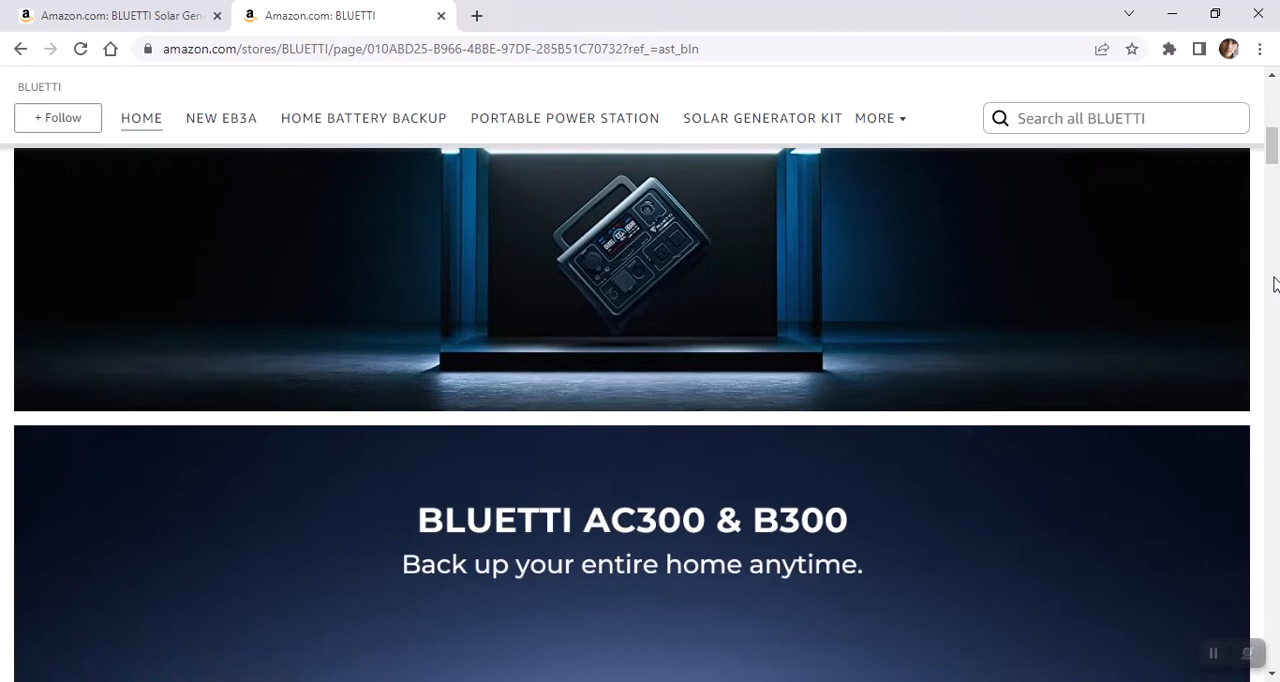 Amazon.com: BLUETTI Solar Gen
Amazon.com: BLUETTI
amazon.com/stores/BLUETTI/page/010ABD25-B966-4BBE-97DF-285B51C70732?ref_=ast_bln
BLUETTI
+ Follow
HOME
NEW EB3A
HOME BATTERY BACKUP
PORTABLE POWER STATION
SOLAR GENERATOR KIT
MORE
Search all BLUETTI
BLUETTI AC300 & B300
Back up your entire home anytime.